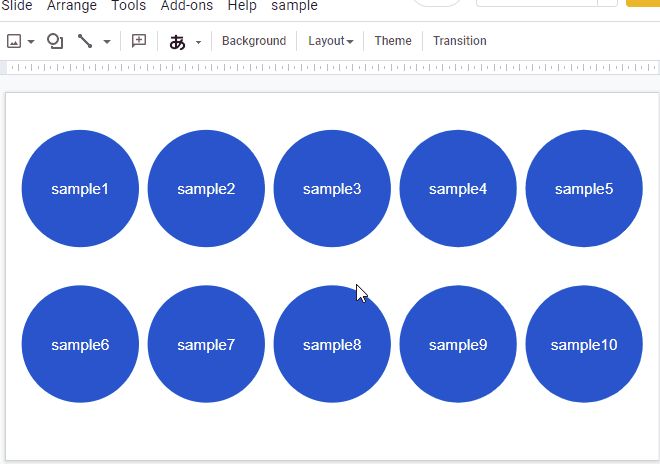 Slide Arrange Tools Add-ons Help sample
あ Background Layout Theme Transition
sample1 sample2 sample3 sample4 sample5
sample6 sample7 sample8 sample9 sample10